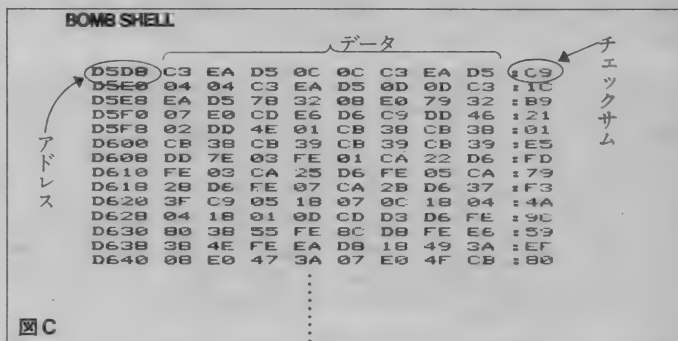 BOMB SHELL
データ
チェックサム
アドレス
D5D8 C3 EA D5 0C 0C C3 EA D5 :C9
D5E0 04 04 C3 EA D5 0D 0D C3 :1C
D5E8 EA D5 78 32 08 E0 79 32 :B9
D5F0 07 E0 CD E6 D6 C9 DD 46 :21
D5F8 02 DD 4E 01 CB 38 CB 38 :01
D600 CB 38 CB 39 CB 39 CB 39 :E5
D608 DD 7E 03 FE 01 CA 22 D6 :FD
D610 FE 03 CA 25 D6 FE 05 CA :79
D618 28 D6 FE 07 CA 2B D6 37 :F3
D620 3F C9 05 18 07 0C 18 04 :4A
D628 04 18 01 0D CD D3 D6 FE :9C
D630 80 38 55 FE 8C D8 FE E6 :59
D638 38 4E FE EA D8 18 49 3A :EF
D640 08 E0 47 3A 07 E0 4F CB :80
図C